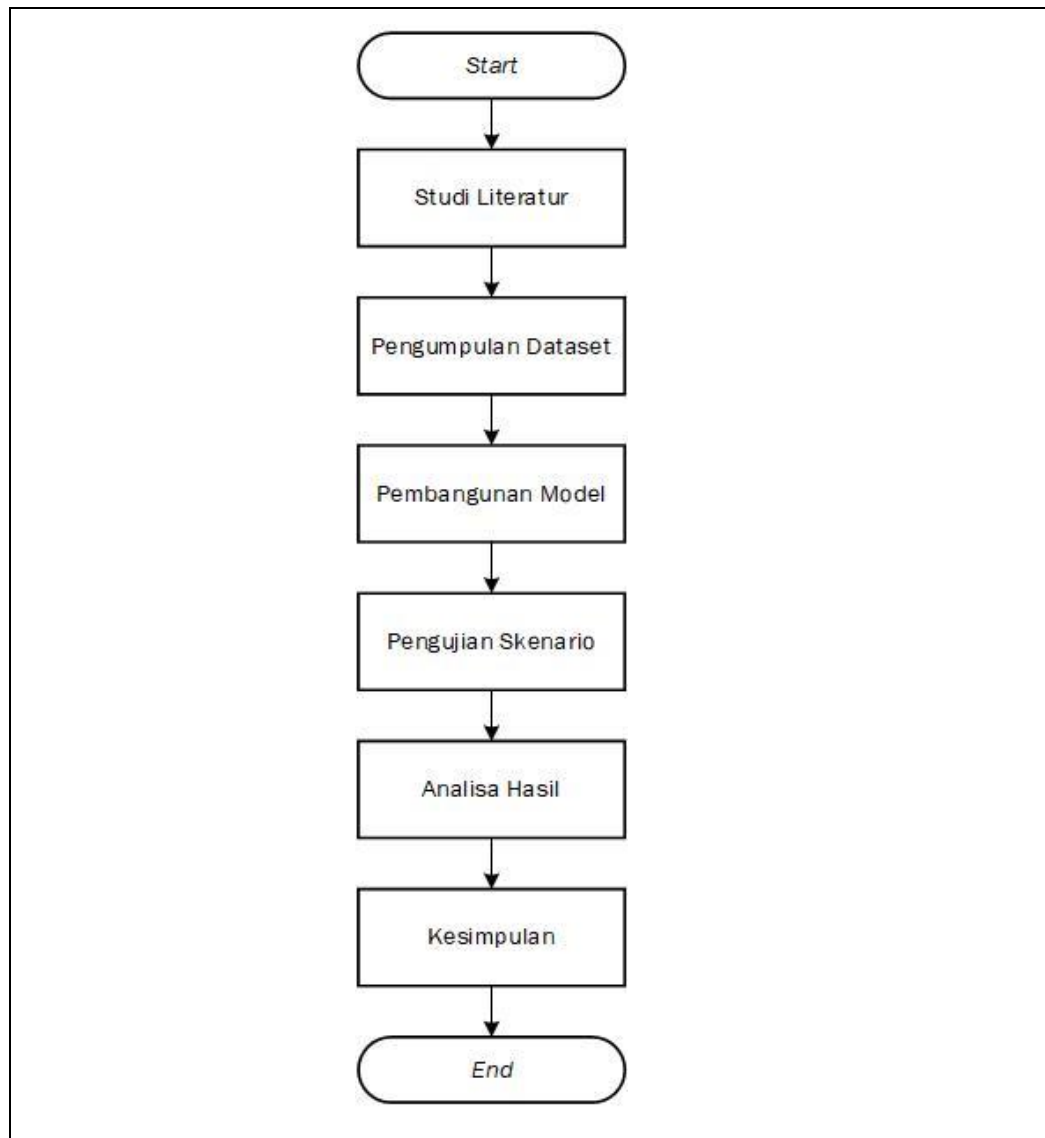 Start
Studi Literatur
Pengumpulan Dataset
Pembangunan Model
Pengujian Skenario
Analisa Hasil
Kesimpulan
End